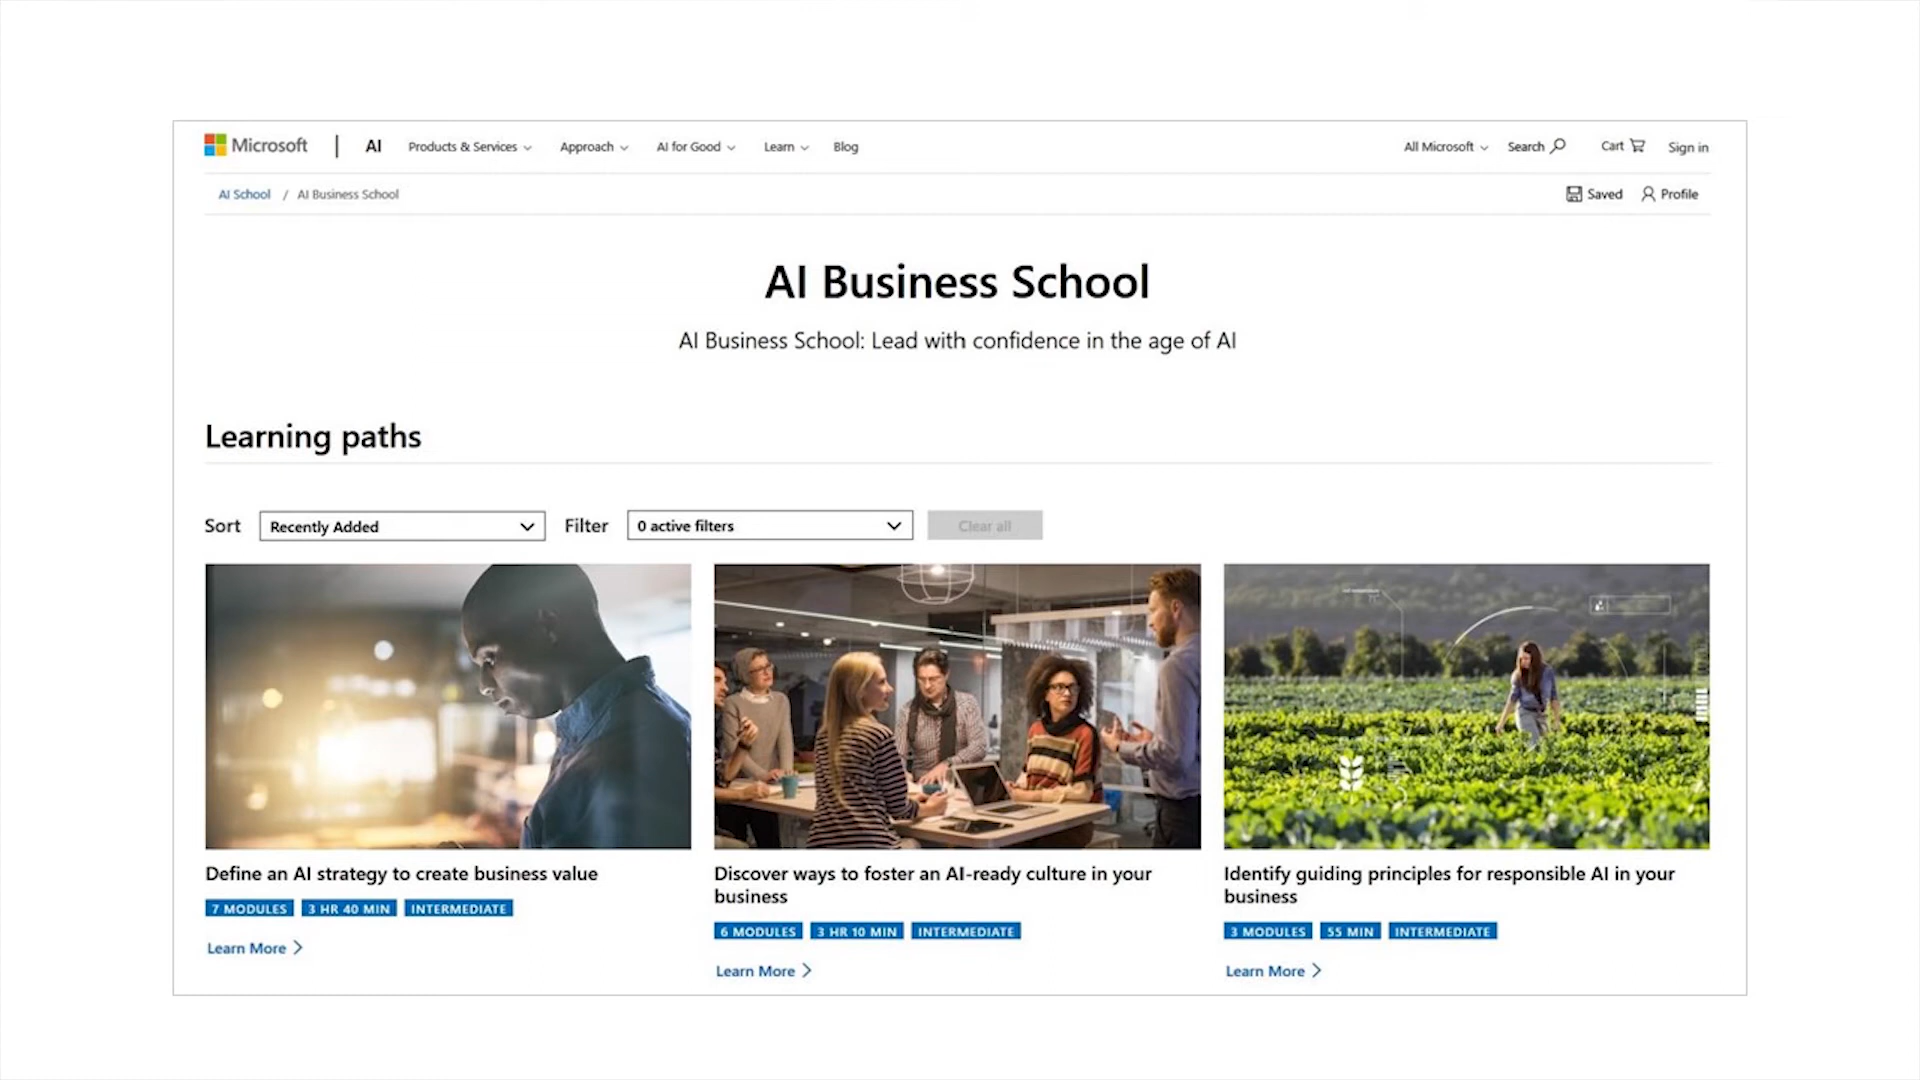 Microsoft | AI Products & Services Approach AI for Good Learn Blog All Microsoft Search Cart Sign in
AI School / AI Business School Saved Profile
AI Business School
AI Business School: Lead with confidence in the age of AI
Learning paths
Sort Recently Added Filter 0 active filters Clear all
Define an AI strategy to create business value
7 MODULES 3 HR 40 MIN INTERMEDIATE
Learn More
Discover ways to foster an AI-ready culture in your
business
6 MODULES 3 HR 10 MIN INTERMEDIATE
Learn More
Identify guiding principles for responsible AI in your
business
3 MODULES 55 MIN INTERMEDIATE
Learn More